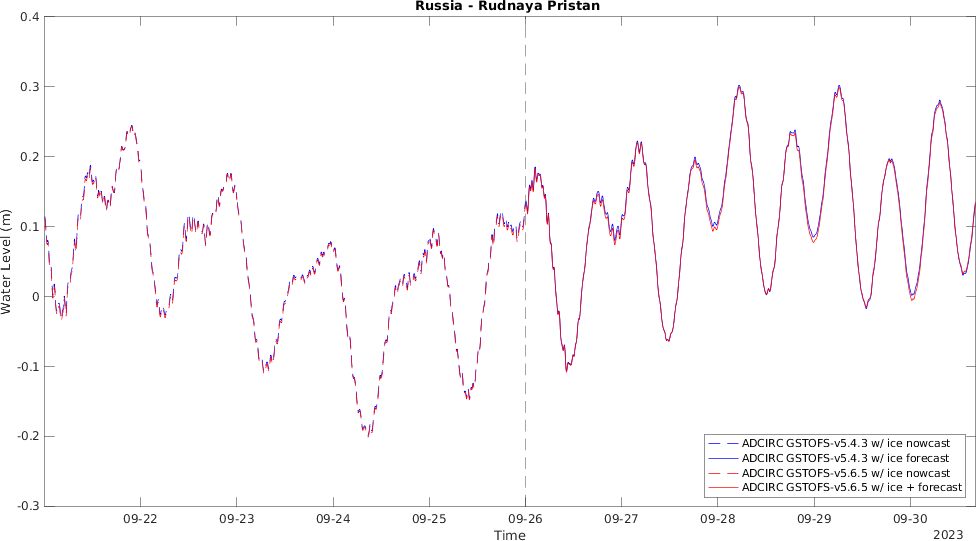 Russia - Rudnaya Pristan
0.4
0.3
0.2
0.1
0
-0.1
-0.2
-0.3
Water Level (m)
ADCIRC GSTOFS-v5.4.3 w/ ice nowcast
ADCIRC GSTOFS-v5.4.3 w/ ice forecast
ADCIRC GSTOFS-v5.6.5 w/ ice nowcast
ADCIRC GSTOFS-v5.6.5 w/ ice + forecast
09-22 09-23 09-24 09-25 09-26 09-27 09-28 09-29 09-30
Time
2023